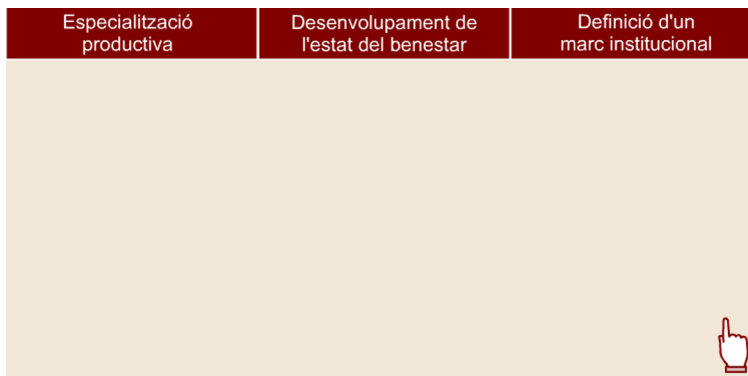 Especialització
productiva
Desenvolupament de
l'estat del benestar
Definició d'un
marc institucional